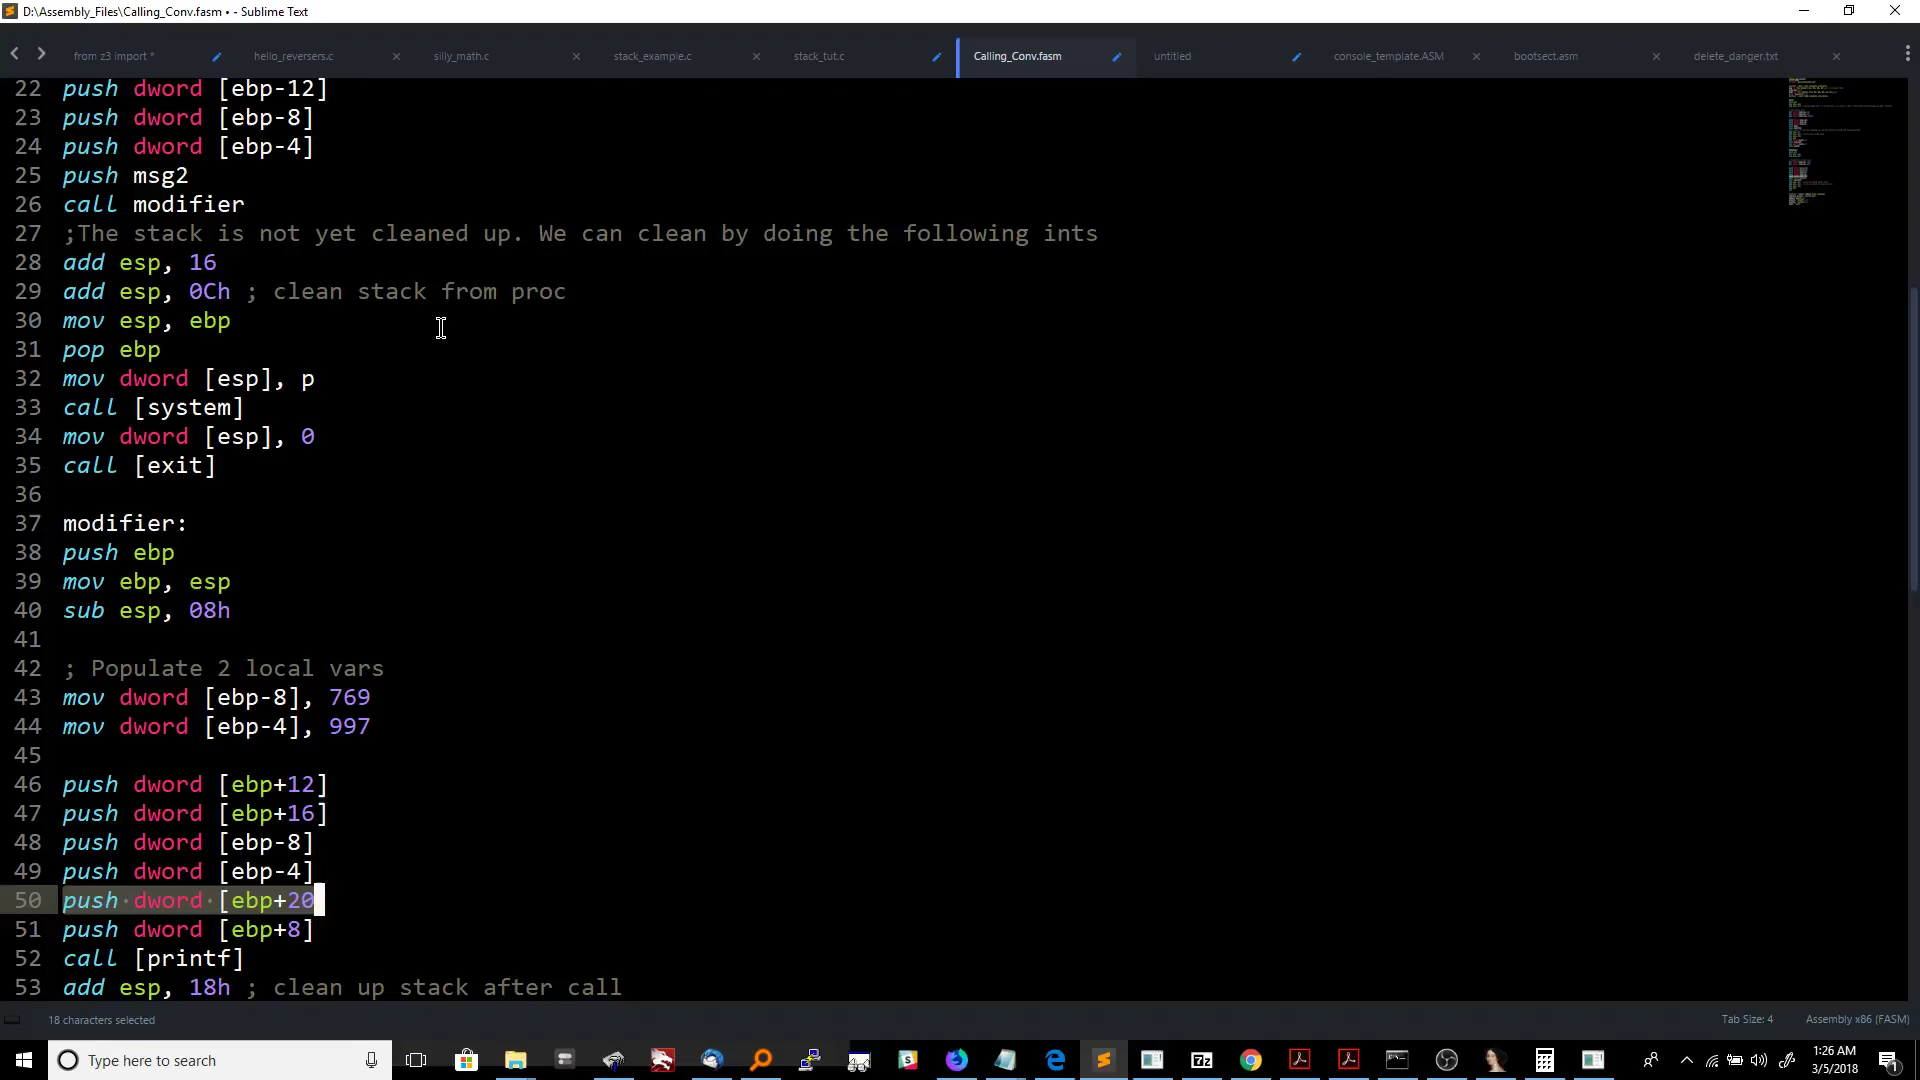 D:\Assembly_Files\Calling_Conv.fasm • - Sublime Text
from z3 import * hello_reversers.c silly_math.c stack_example.c stack_tut.c Calling_Conv.fasm untitled console_template.ASM bootsect.asm delete_danger.txt
22 push dword [ebp-12]
23 push dword [ebp-8]
24 push dword [ebp-4]
25 push msg2
26 call modifier
27 ;The stack is not yet cleaned up. We can clean by doing the following ints
28 add esp, 16
29 add esp, 0Ch ; clean stack from proc
30 mov esp, ebp
31 pop ebp
32 mov dword [esp], p
33 call [system]
34 mov dword [esp], 0
35 call [exit]
36
37 modifier:
38 push ebp
39 mov ebp, esp
40 sub esp, 08h
41
42 ; Populate 2 local vars
43 mov dword [ebp-8], 769
44 mov dword [ebp-4], 997
45
46 push dword [ebp+12]
47 push dword [ebp+16]
48 push dword [ebp-8]
49 push dword [ebp-4]
50 push dword [ebp+20
51 push dword [ebp+8]
52 call [printf]
53 add esp, 18h ; clean up stack after call
18 characters selected Tab Size: 4 Assembly x86 (FASM)
Type here to search 7z 1:26 AM
3/5/2018 1